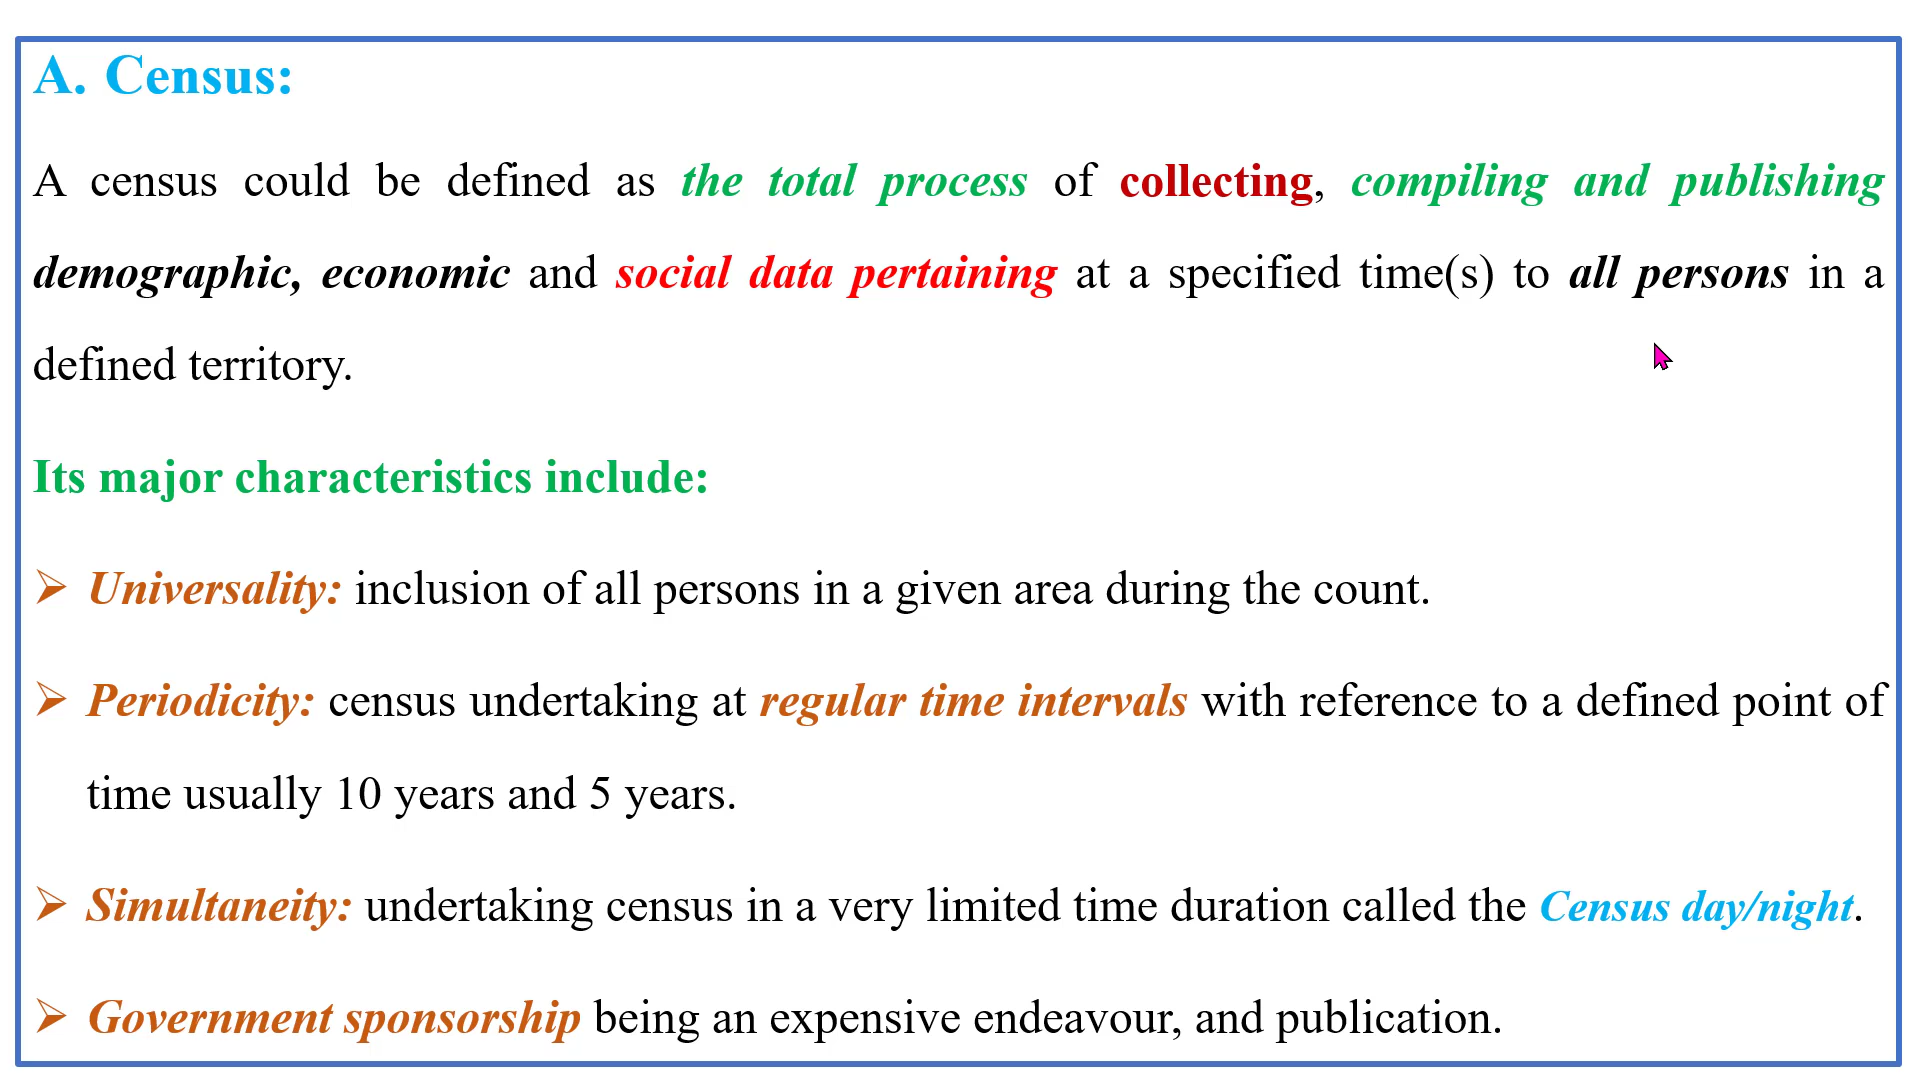 A. Census:
A census could be defined as the total process of collecting, compiling and publishing
demographic, economic and social data pertaining at a specified time(s) to all persons in a
defined territory.
Its major characteristics include:
➢ Universality: inclusion of all persons in a given area during the count.
➢ Periodicity: census undertaking at regular time intervals with reference to a defined point of
time usually 10 years and 5 years.
➢ Simultaneity: undertaking census in a very limited time duration called the Census day/night.
➢ Government sponsorship being an expensive endeavour, and publication.